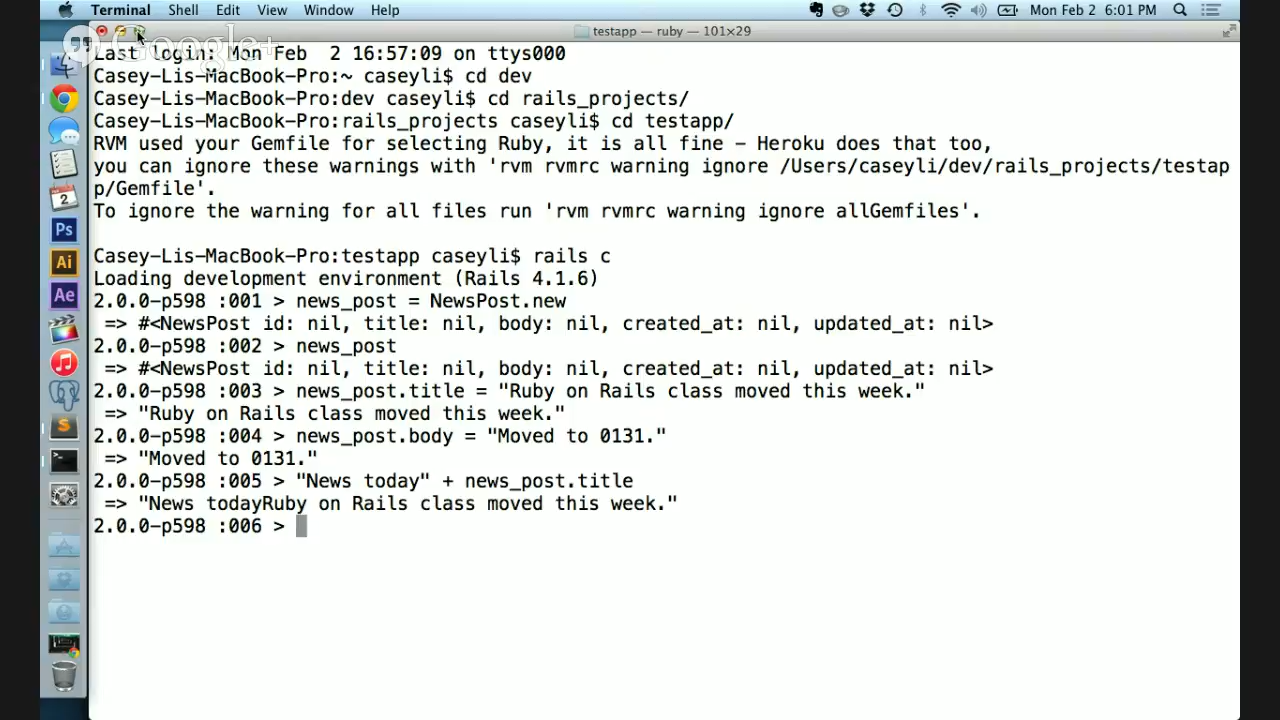 Terminal Shell Edit View Window Help Mon Feb 2 6:01 PM
testapp — ruby — 101×29
Google+
Last login: Mon Feb  2 16:57:09 on ttys000
Casey-Lis-MacBook-Pro:~ caseyli$ cd dev
Casey-Lis-MacBook-Pro:dev caseyli$ cd rails_projects/
Casey-Lis-MacBook-Pro:rails_projects caseyli$ cd testapp/
RVM used your Gemfile for selecting Ruby, it is all fine - Heroku does that too,
you can ignore these warnings with 'rvm rvmrc warning ignore /Users/caseyli/dev/rails_projects/testap
p/Gemfile'.
To ignore the warning for all files run 'rvm rvmrc warning ignore allGemfiles'.
Casey-Lis-MacBook-Pro:testapp caseyli$ rails c
Loading development environment (Rails 4.1.6)
2.0.0-p598 :001 > news_post = NewsPost.new
=> #<NewsPost id: nil, title: nil, body: nil, created_at: nil, updated_at: nil>
2.0.0-p598 :002 > news_post
=> #<NewsPost id: nil, title: nil, body: nil, created_at: nil, updated_at: nil>
2.0.0-p598 :003 > news_post.title = "Ruby on Rails class moved this week."
=> "Ruby on Rails class moved this week."
2.0.0-p598 :004 > news_post.body = "Moved to 0131."
=> "Moved to 0131."
2.0.0-p598 :005 > "News today" + news_post.title
=> "News todayRuby on Rails class moved this week."
2.0.0-p598 :006 >
2
Ps
Ai
Ae
S